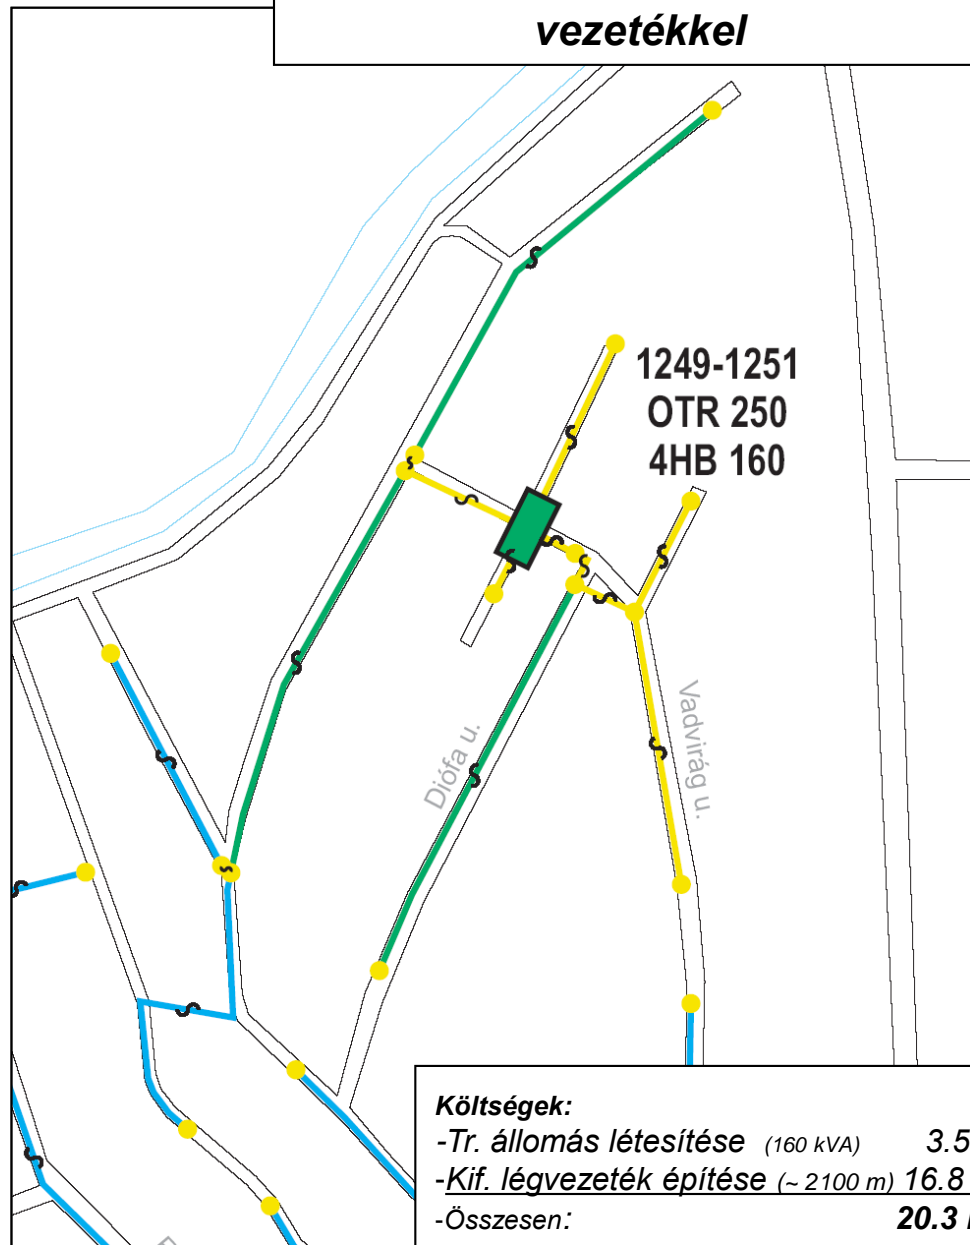 vezetékkel
1249-1251
OTR 250
4HB 160
Vadvirág u.
Diófa u.
Költségek:
-Tr. állomás létesítése (160 kVA) 3.5
-Kif. légvezeték építése (~ 2100 m) 16.8
-Összesen: 20.3